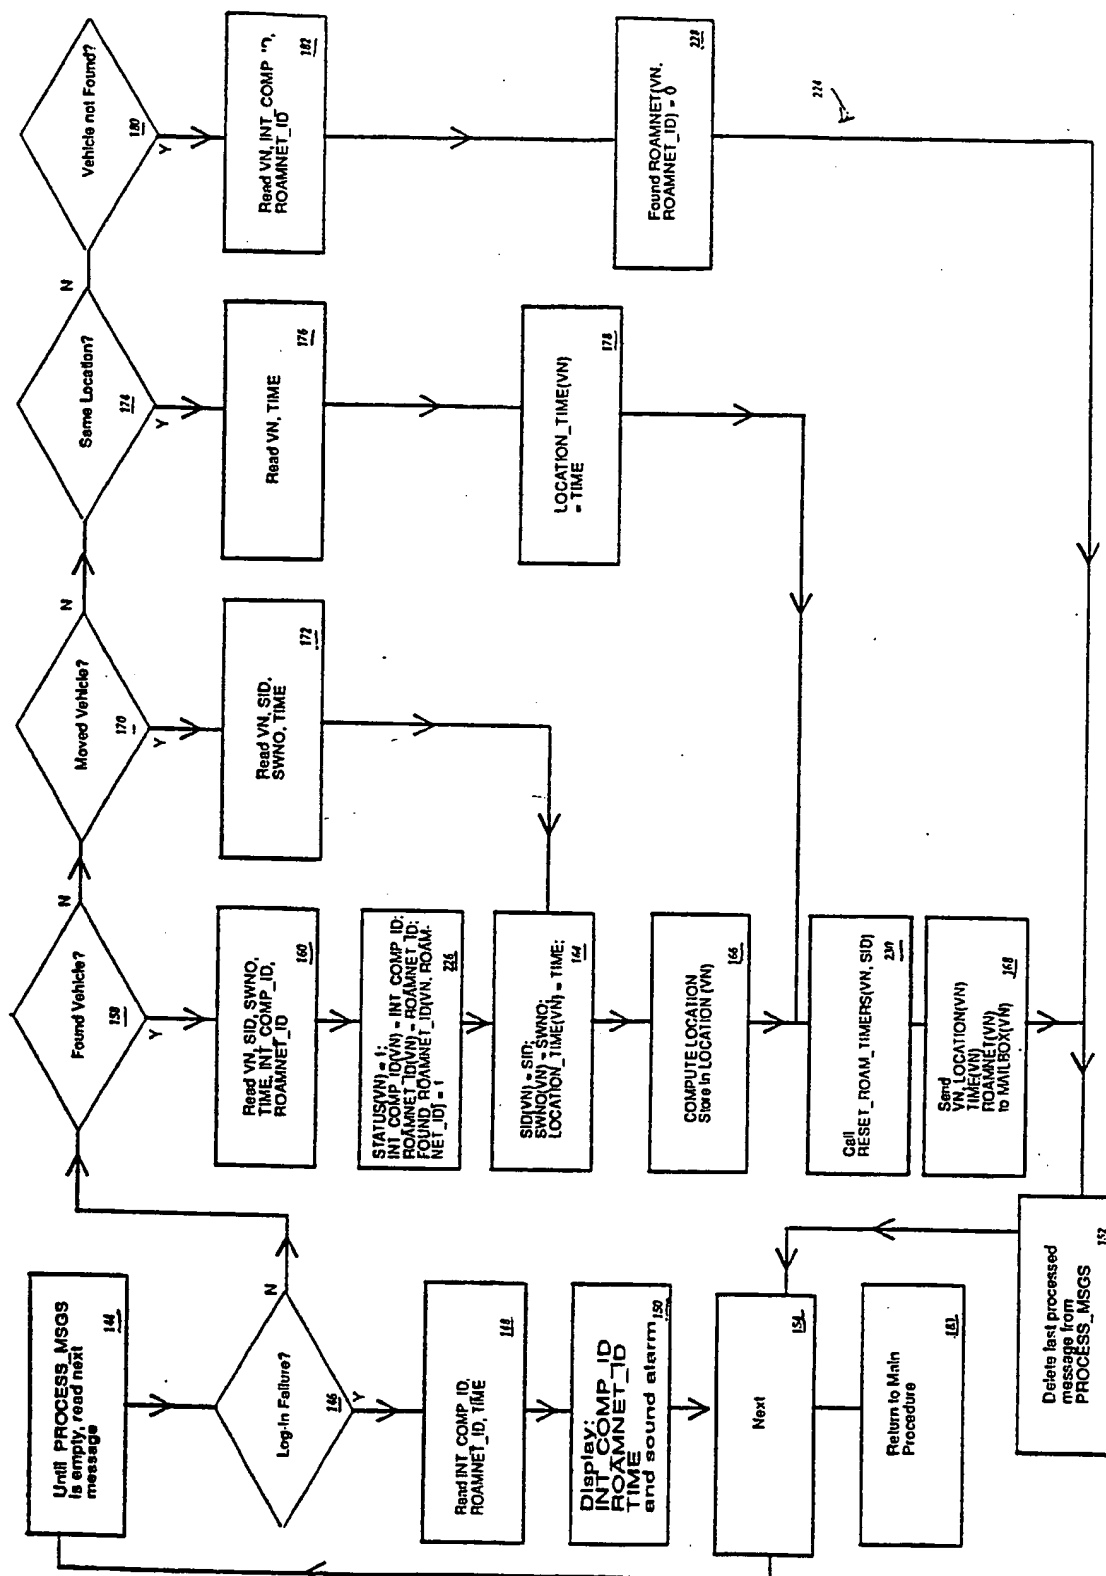 Until PROCESS_MSGS
is empty, read next
message
144
Log-In Failure?
146
N
Y
Read INT_COMP_ID,
ROAMNET_ID, TIME
148
Display:
INT_COMP_ID
ROAMNET_ID
TIME
and sound alarm
150
Next
154
Return to Main
Procedure
Found Vehicle?
158
N
Y
Read VN, SID, SWNO,
TIME, INT_COMP_ID,
ROAMNET_ID
160
STATUS(VN) = 1;
INT_COMP_ID(VN) = INT_COMP_ID;
ROAMNET_ID(VN) = ROAMNET_ID;
FOUND_ROAMNET_ID(VN, ROAM-
NET_ID) = 1
226
SID(VN) = SID;
SWNO(VN) = SWNO;
LOCATION_TIME(VN) = TIME;
164
COMPUTE LOCATION
Store in LOCATION (VN)
166
Call
RESET_ROAM_TIMERS(VN, SID)
230
Send
VN, LOCATION(VN)
TIME(VN)
ROAMNET(VN)
to MAILBOX(VN)
168
Delete last processed
message from
PROCESS_MSGS
152
Moved Vehicle?
170
N
Y
Read VN, SID,
SWNO, TIME
172
Same Location?
174
N
Y
Read VN, TIME
176
LOCATION_TIME(VN)
= TIME
178
Vehicle not Found?
180
Y
Read VN, INT_COMP
ROAMNET_ID
182
Found ROAMNET(VN,
ROAMNET_ID) = 0
228
224